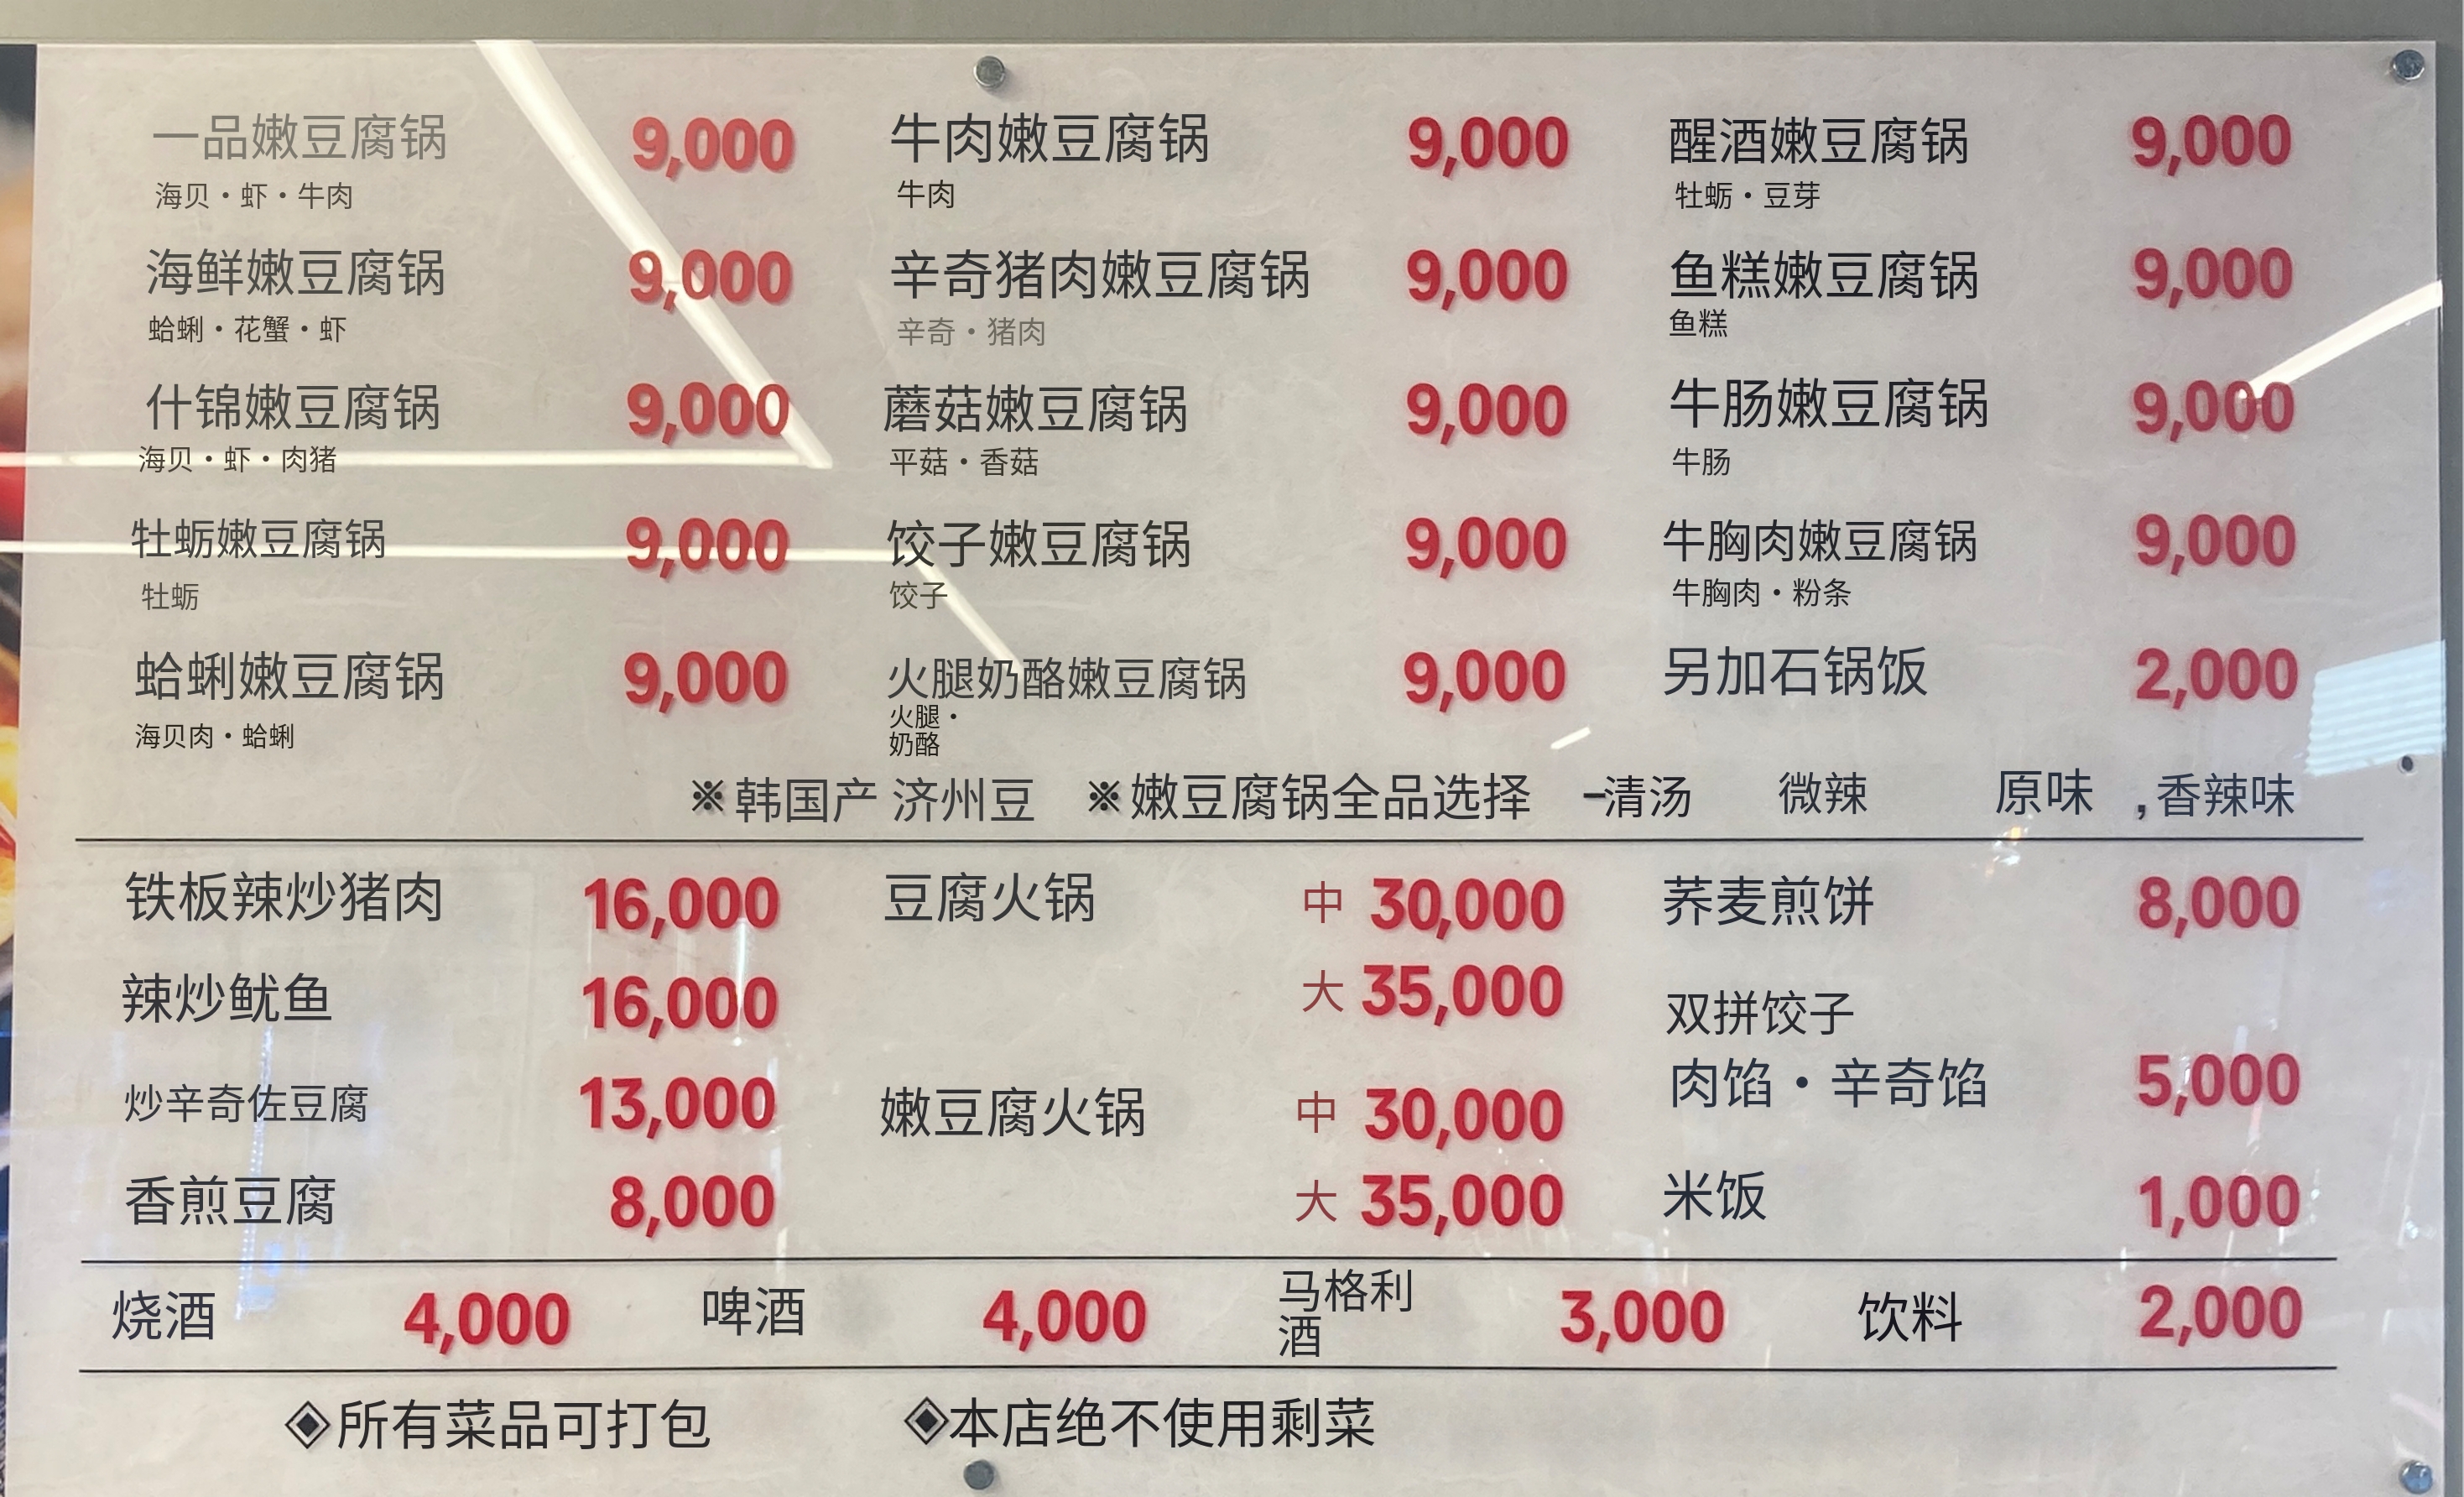 一品嫩豆腐锅 9,000 牛肉嫩豆腐锅 9,000 醒酒嫩豆腐锅 9,000
海贝・虾・牛肉 牛肉 牡蛎・豆芽
海鲜嫩豆腐锅 9,000 辛奇猪肉嫩豆腐锅 9,000 鱼糕嫩豆腐锅 9,000
蛤蜊・花蟹・虾 辛奇・猪肉 鱼糕
什锦嫩豆腐锅 9,000 蘑菇嫩豆腐锅 9,000 牛肠嫩豆腐锅 9,000
海贝・虾・肉猪 平菇・香菇 牛肠
牡蛎嫩豆腐锅 9,000 饺子嫩豆腐锅 9,000 牛胸肉嫩豆腐锅 9,000
牡蛎 饺子 牛胸肉・粉条
蛤蜊嫩豆腐锅 9,000 火腿奶酪嫩豆腐锅 9,000 另加石锅饭 2,000
海贝肉・蛤蜊 火腿・
奶酪
※韩国产 济州豆 ※嫩豆腐锅全品选择 –清汤 微辣 原味 ,香辣味
铁板辣炒猪肉 16,000 豆腐火锅 中 30,000 荞麦煎饼 8,000
辣炒鱿鱼 16,000 大 35,000 双拼饺子
炒辛奇佐豆腐 13,000 嫩豆腐火锅 中 30,000 肉馅・辛奇馅 5,000
香煎豆腐 8,000 大 35,000 米饭 1,000
烧酒 4,000 啤酒 4,000 马格利
酒 3,000 饮料 2,000
◈所有菜品可打包 ◈本店绝不使用剩菜